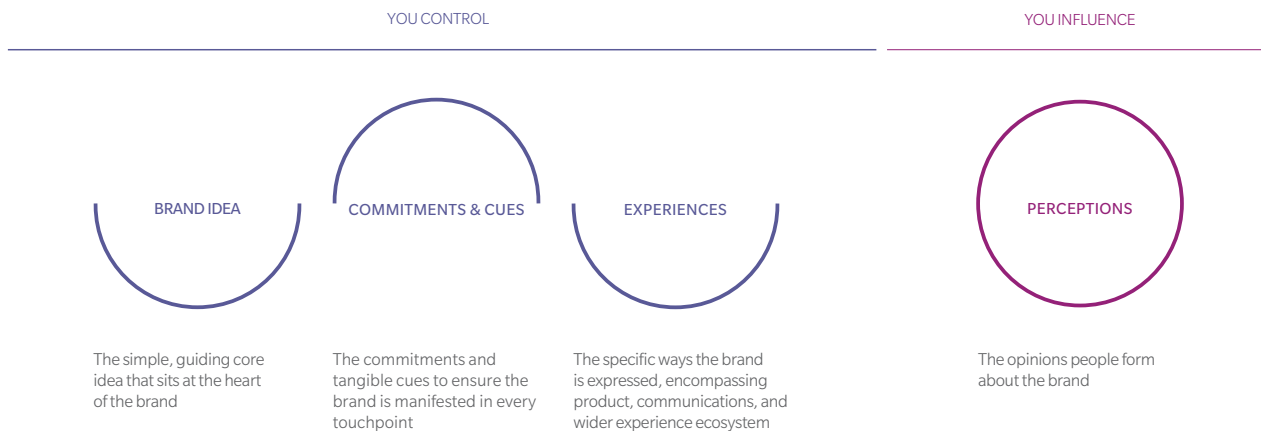 YOU CONTROL
YOU INFLUENCE
BRAND IDEA
COMMITMENTS & CUES
EXPERIENCES
PERCEPTIONS
The simple, guiding core
idea that sits at the heart
of the brand
The commitments and
tangible cues to ensure the
brand is manifested in every
touchpoint
The specific ways the brand
is expressed, encompassing
product, communications, and
wider experience ecosystem
The opinions people form
about the brand